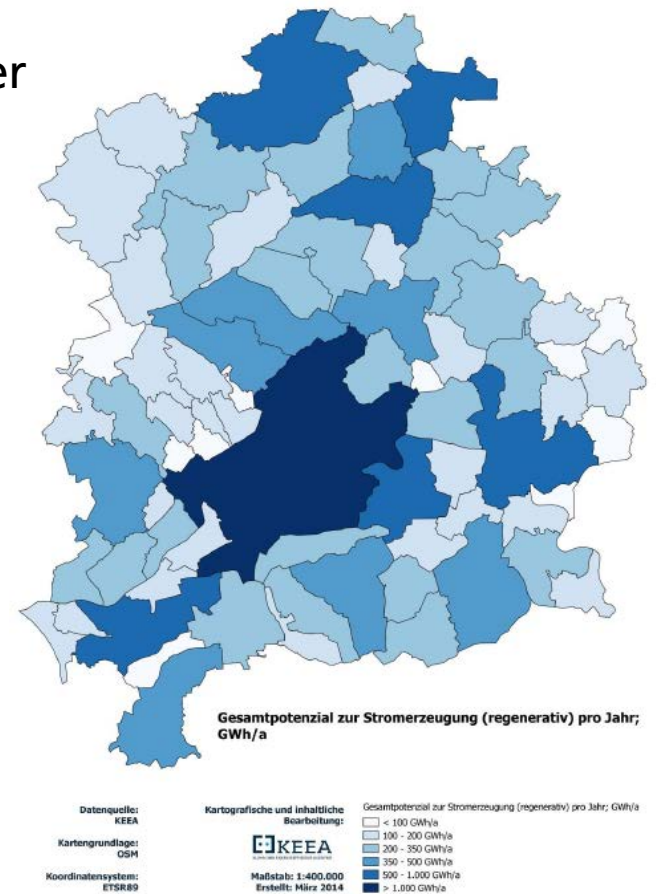 er
Gesamtpotenzial zur Stromerzeugung (regenerativ) pro Jahr;
GWh/a
Datenquelle:
KEEA
Kartengrundlage:
OSM
Koordinatensystem:
ETSR89
Kartografische und inhaltliche
Bearbeitung:
KEEA
Maßstab: 1:400.000
Erstellt: März 2014
Gesamtpotenzial zur Stromerzeugung (regenerativ) pro Jahr; GWh/a
< 100 GWh/a
100 - 200 GWh/a
200 - 350 GWh/a
350 - 500 GWh/a
500 - 1.000 GWh/a
> 1.000 GWh/a